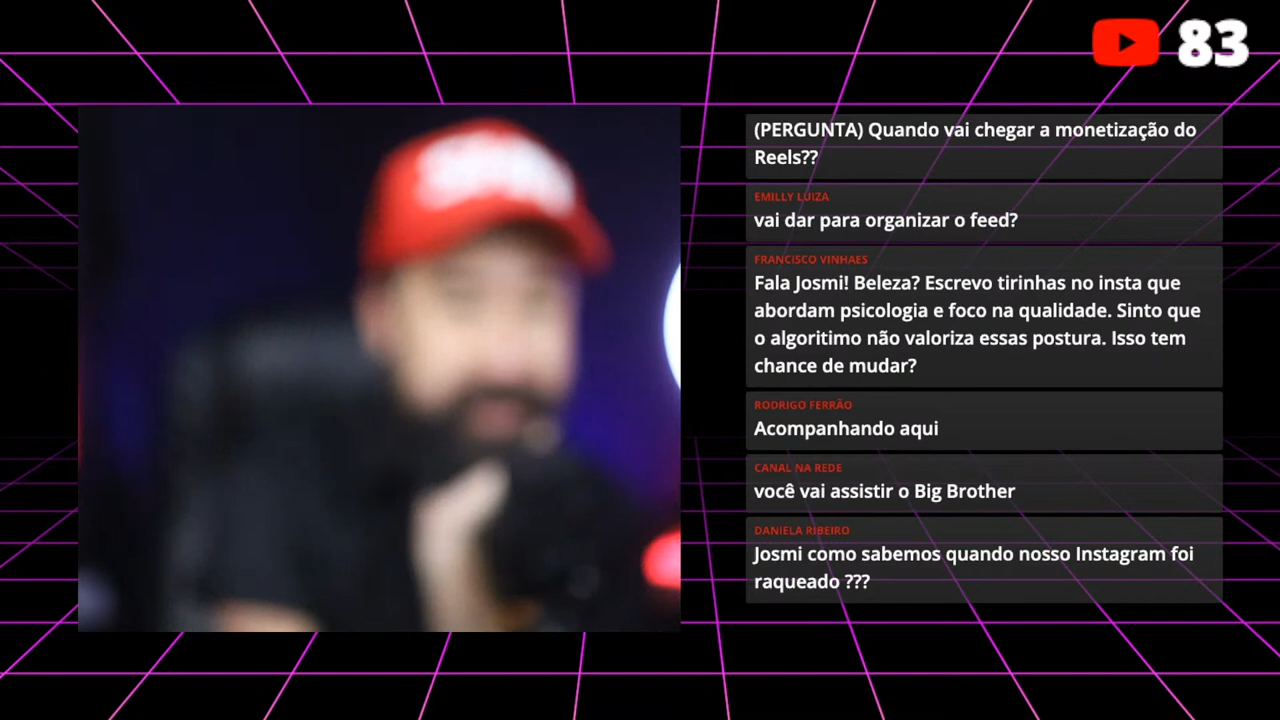 83
(PERGUNTA) Quando vai chegar a monetização do
Reels??
EMILLY LUIZA
vai dar para organizar o feed?
FRANCISCO VINHAES
Fala Josmi! Beleza? Escrevo tirinhas no insta que
abordam psicologia e foco na qualidade. Sinto que
o algoritimo não valoriza essas postura. Isso tem
chance de mudar?
RODRIGO FERRÃO
Acompanhando aqui
CANAL NA REDE
você vai assistir o Big Brother
DANIELA RIBEIRO
Josmi como sabemos quando nosso Instagram foi
raqueado ???